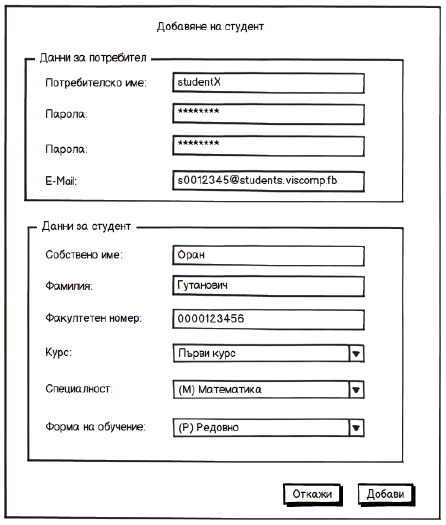 Добавяне на студент
Данни за потребител
Потребителско име: studentX
Парола: ********
Парола: ********
E-Mail: s0012345@students.viscomp.fb
Данни за студент
Собствено име: Оран
Фамилия: Гутанович
Факултетен номер: 0000123456
Курс: Първи курс
Специалност: (М) Математика
Форма на обучение: (Р) Редовно
Откажи Добави